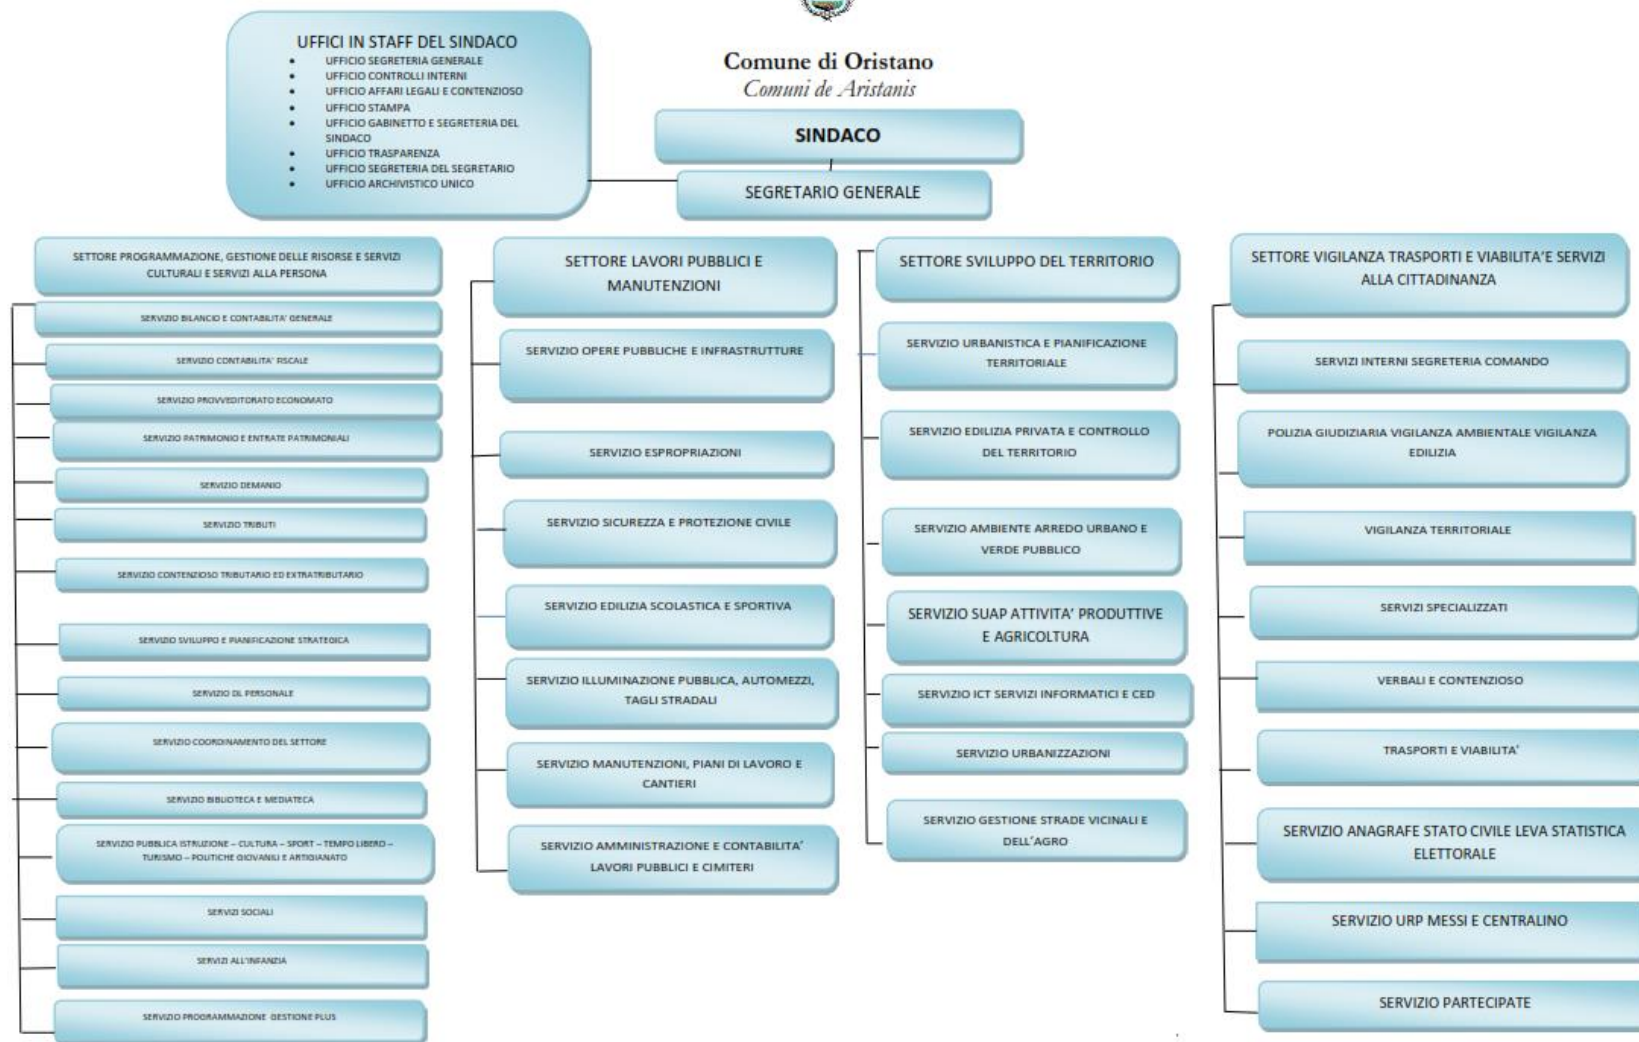 UFFICI IN STAFF DEL SINDACO
• UFFICIO SEGRETERIA GENERALE
• UFFICIO CONTROLLI INTERNI
• UFFICIO AFFARI LEGALI E CONTENZIOSO
• UFFICIO STAMPA
• UFFICIO GABINETTO E SEGRETERIA DEL
SINDACO
• UFFICIO TRASPARENZA
• UFFICIO SEGRETERIA DEL SEGRETARIO
• UFFICIO ARCHIVISTICO UNICO
Comune di Oristano
Comuni de Aristanis
SINDACO
SEGRETARIO GENERALE
SETTORE PROGRAMMAZIONE, GESTIONE DELLE RISORSE E SERVIZI
CULTURALI E SERVIZI ALLA PERSONA
SERVIZIO BILANCIO E CONTABILITA' GENERALE
SERVIZIO CONTABILITA' FISCALE
SERVIZIO PROVVEDITORATO ECONOMATO
SERVIZIO PATRIMONIO E ENTRATE PATRIMONIALI
SERVIZIO DEMANIO
SERVIZIO TRIBUTI
SERVIZIO CONTENZIOSO TRIBUTARIO ED EXTRATRIBUTARIO
SERVIZIO SVILUPPO E PIANIFICAZIONE STRATEGICA
SERVIZIO DL PERSONALE
SERVIZIO COORDINAMENTO DEL SETTORE
SERVIZIO BIBLIOTECA E MEDIATECA
SERVIZIO PUBBLICA ISTRUZIONE – CULTURA – SPORT – TEMPO LIBERO –
TURISMO – POLITICHE GIOVANILI E ARTIGIANATO
SERVIZI SOCIALI
SERVIZI ALL'INFANZIA
SERVIZIO PROGRAMMAZIONE GESTIONE PLUS
SETTORE LAVORI PUBBLICI E
MANUTENZIONI
SERVIZIO OPERE PUBBLICHE E INFRASTRUTTURE
SERVIZIO ESPROPRIAZIONI
SERVIZIO SICUREZZA E PROTEZIONE CIVILE
SERVIZIO EDILIZIA SCOLASTICA E SPORTIVA
SERVIZIO ILLUMINAZIONE PUBBLICA, AUTOMEZZI,
TAGLI STRADALI
SERVIZIO MANUTENZIONI, PIANI DI LAVORO E
CANTIERI
SERVIZIO AMMINISTRAZIONE E CONTABILITA'
LAVORI PUBBLICI E CIMITERI
SETTORE SVILUPPO DEL TERRITORIO
SERVIZIO URBANISTICA E PIANIFICAZIONE
TERRITORIALE
SERVIZIO EDILIZIA PRIVATA E CONTROLLO
DEL TERRITORIO
SERVIZIO AMBIENTE ARREDO URBANO E
VERDE PUBBLICO
SERVIZIO SUAP ATTIVITA' PRODUTTIVE
E AGRICOLTURA
SERVIZIO ICT SERVIZI INFORMATICI E CED
SERVIZIO URBANIZZAZIONI
SERVIZIO GESTIONE STRADE VICINALI E
DELL'AGRO
SETTORE VIGILANZA TRASPORTI E VIABILITA'E SERVIZI
ALLA CITTADINANZA
SERVIZI INTERNI SEGRETERIA COMANDO
POLIZIA GIUDIZIARIA VIGILANZA AMBIENTALE VIGILANZA
EDILIZIA
VIGILANZA TERRITORIALE
SERVIZI SPECIALIZZATI
VERBALI E CONTENZIOSO
TRASPORTI E VIABILITA'
SERVIZIO ANAGRAFE STATO CIVILE LEVA STATISTICA
ELETTORALE
SERVIZIO URP MESSI E CENTRALINO
SERVIZIO PARTECIPATE